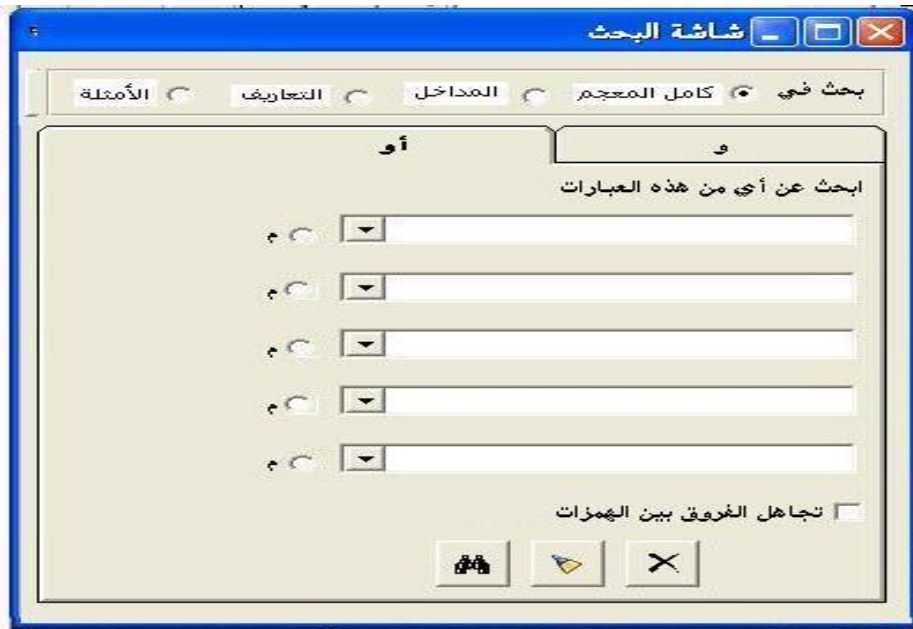 شاشة البحث
بحث في كامل المعجم المداخل التعاريف الأمثلة
و أو
ابحث عن أي من هذه العبارات
م
م
م
م
م
تجاهل الفروق بين الهمزات